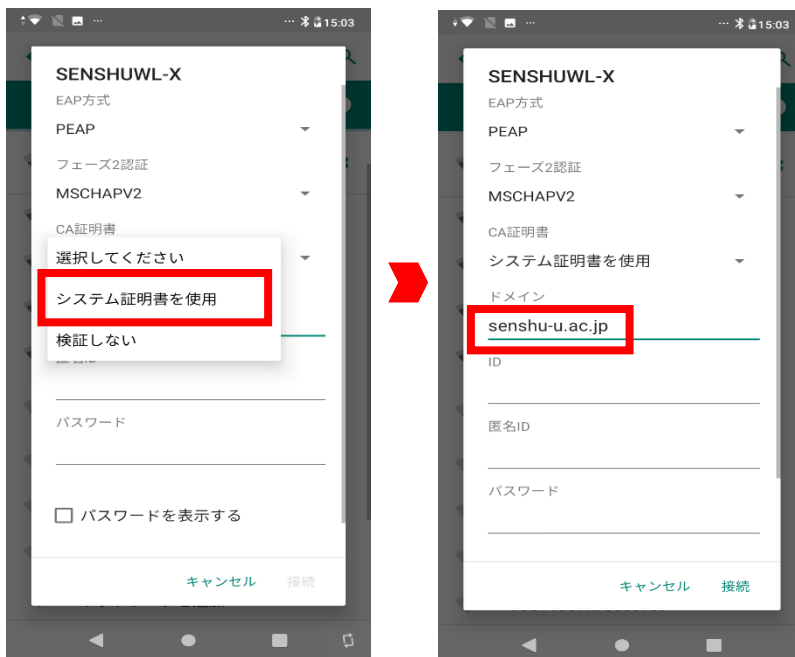 15:03
SENSHUWL-X
EAP方式
PEAP
フェーズ2認証
MSCHAPV2
CA証明書
選択してください
システム証明書を使用
検証しない
パスワード
パスワードを表示する
キャンセル 接続
15:03
SENSHUWL-X
EAP方式
PEAP
フェーズ2認証
MSCHAPV2
CA証明書
システム証明書を使用
ドメイン
senshu-u.ac.jp
ID
匿名ID
パスワード
キャンセル 接続